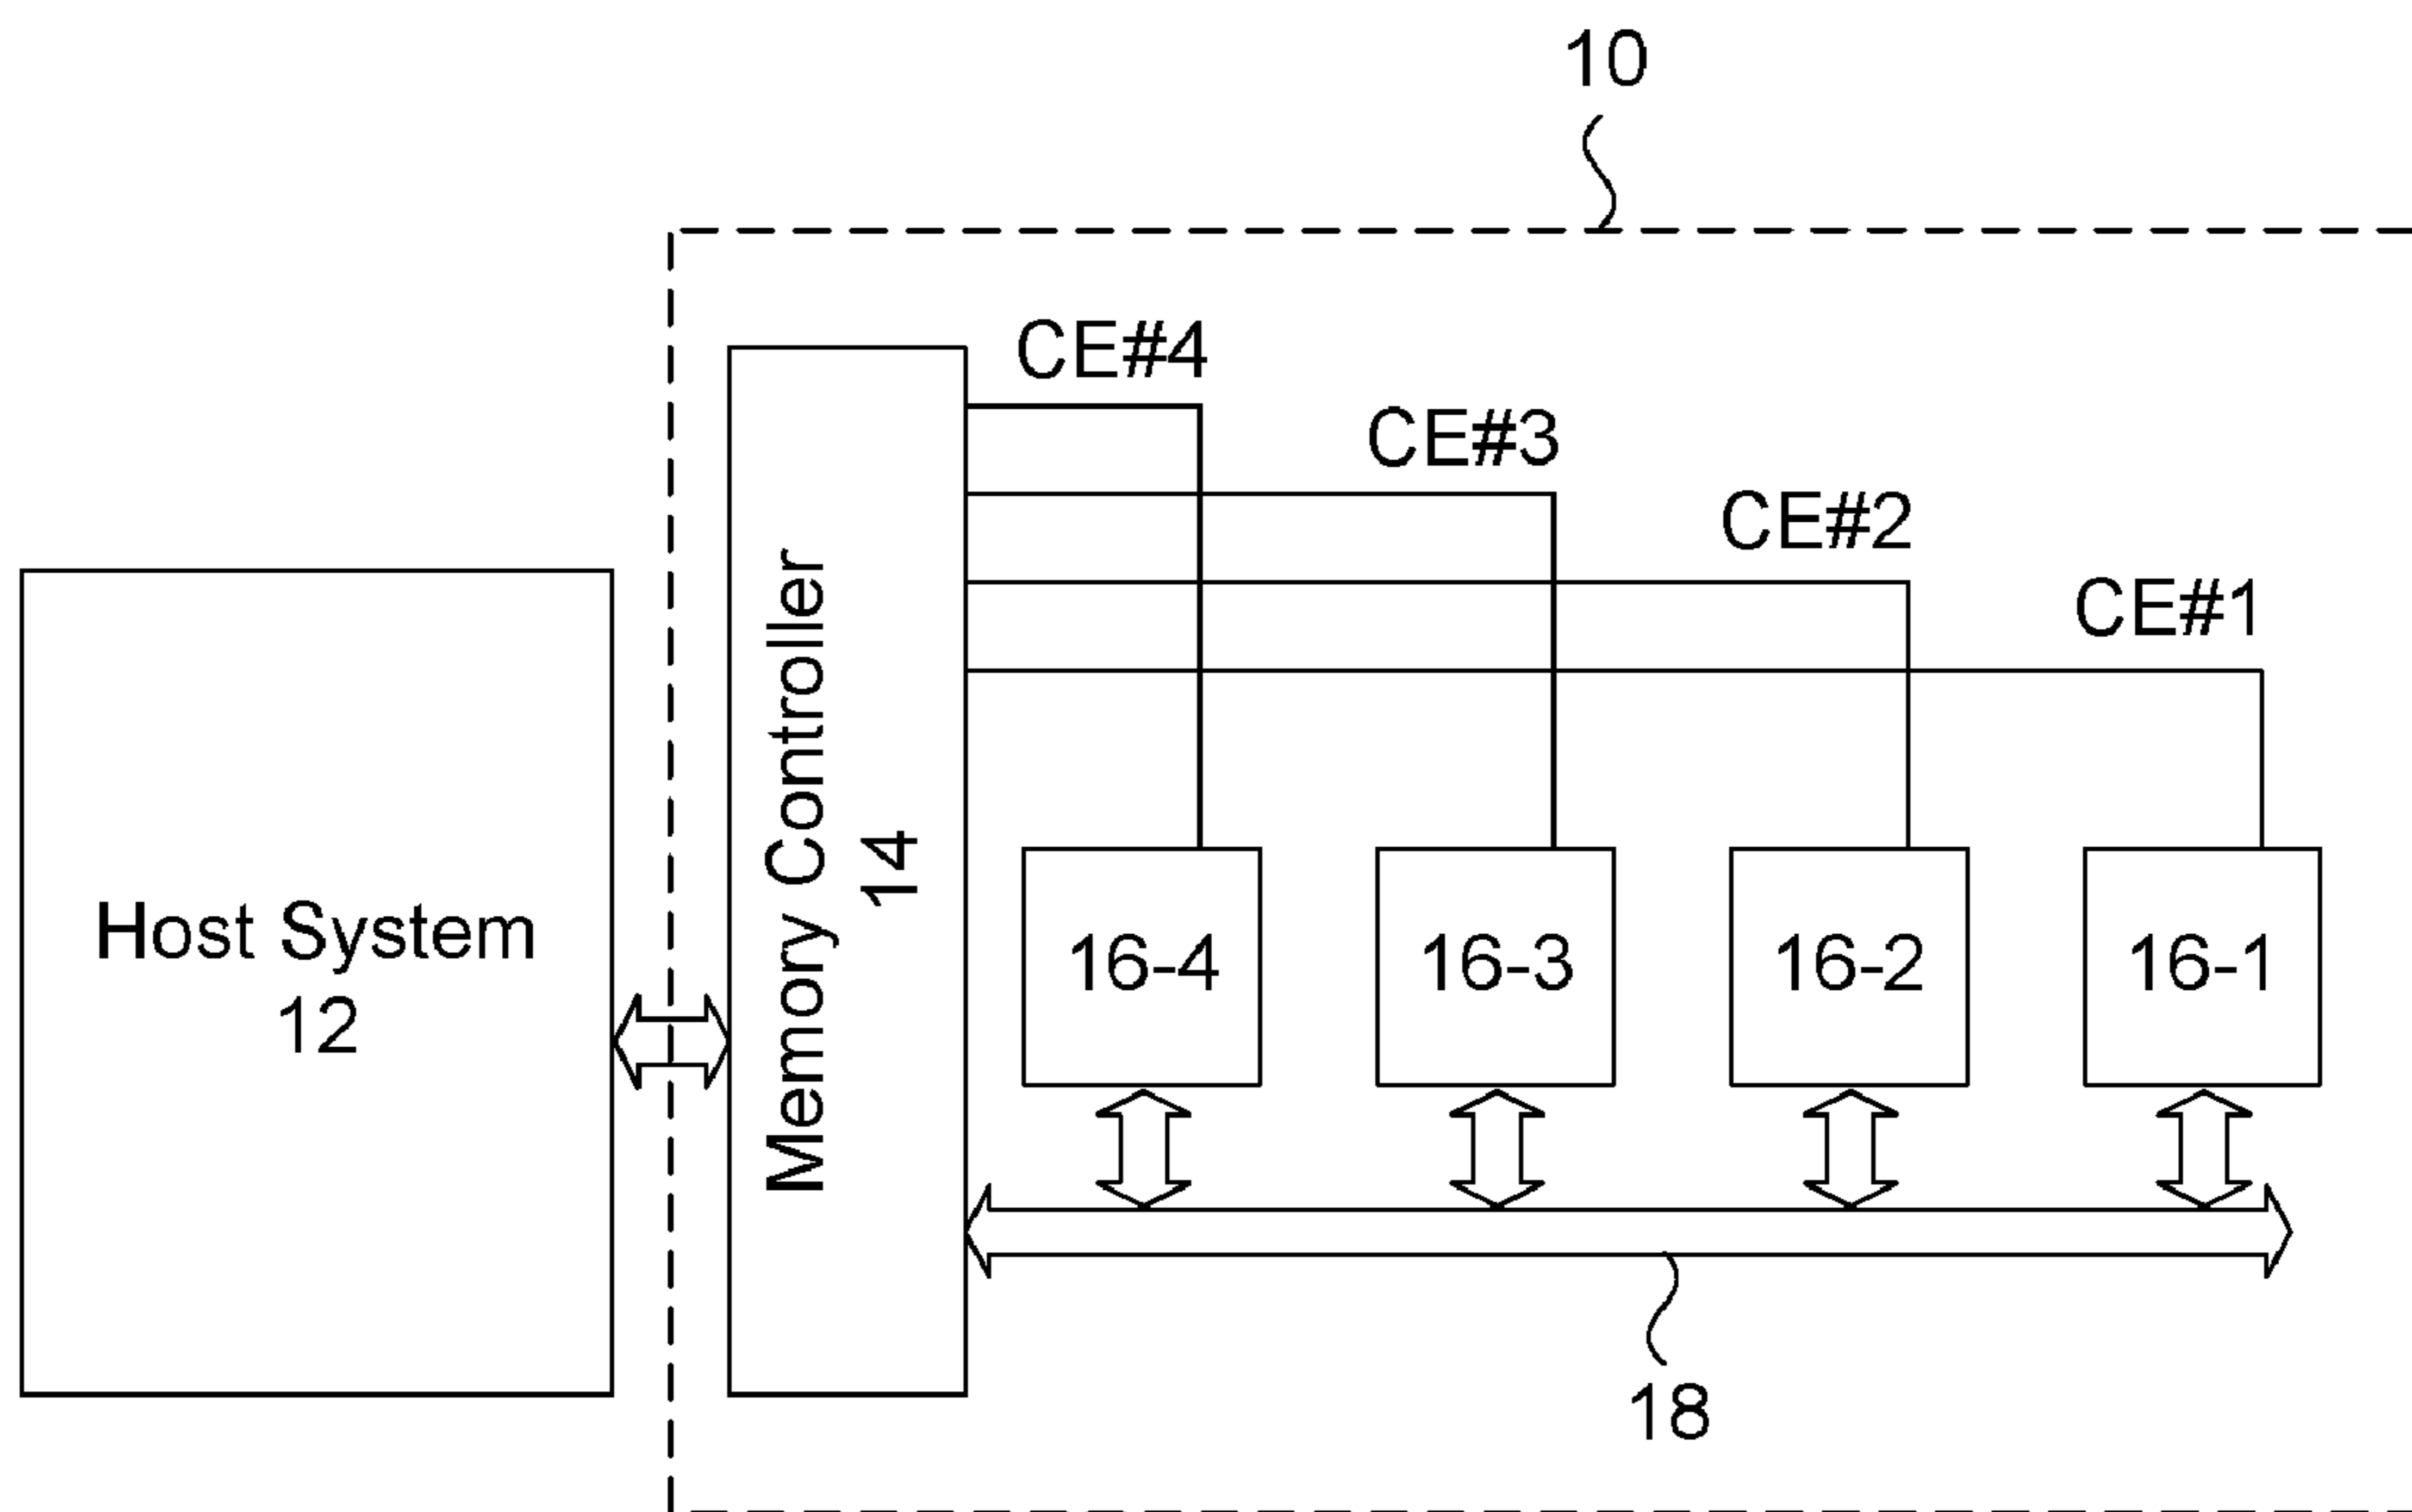 10
CE#4
CE#3
CE#2
CE#1
Memory Controller
14
Host System
12
16-4
16-3
16-2
16-1
18